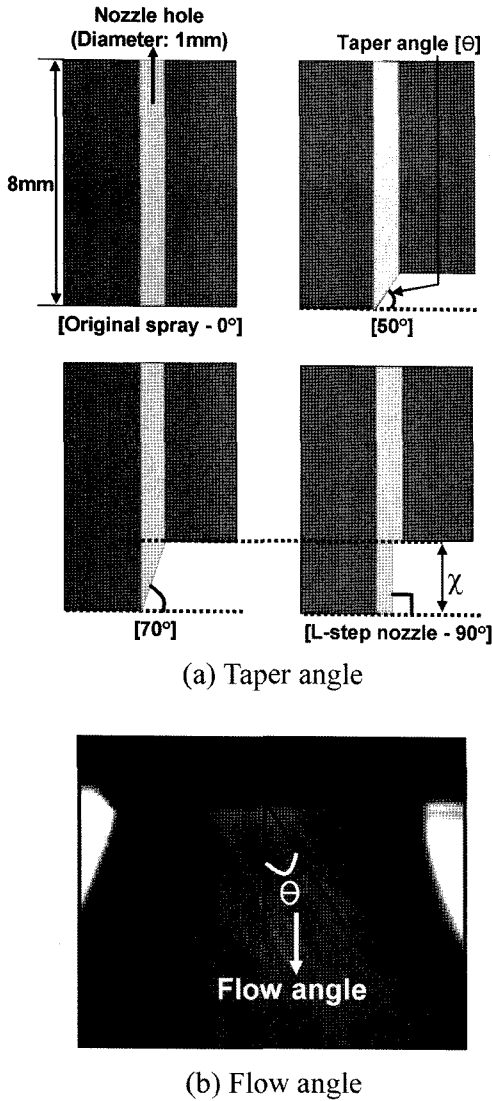 Nozzle hole
(Diameter: 1mm)
Taper angle [Θ]
8mm
[Original spray - 0°]
[50°]
χ
[70°]
[L-step nozzle - 90°]
(a) Taper angle
Θ
Flow angle
(b) Flow angle